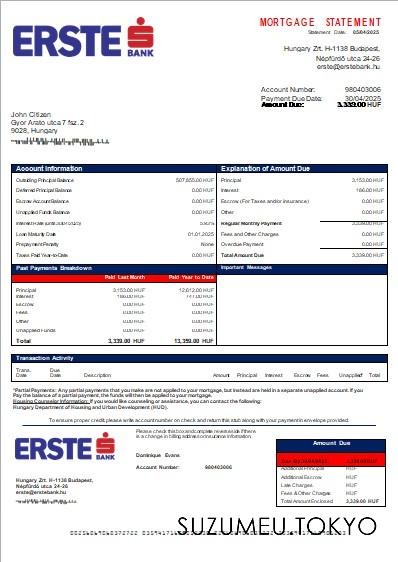 ERSTE
BANK
MORTGAGE STATEMENT
Statement Date: 05/04/2025
Hungary Zrt. H-1138 Budapest,
Népfürdő utca 24-26
erste@erstebank.hu
Account Number: 980403006
Payment Due Date: 30/04/2025
Amount Due: 3,339.00 HUF
John Citizen
Gyor Arato utca 7 fsz. 2
9028, Hungary
Account Information
Outstanding Principal Balance 507,855.00 HUF
Deferred Principal Balance 0.00 HUF
Escrow Account Balance 0.00 HUF
Unapplied Funds Balance 0.00 HUF
Interest Rate
Loan Maturity Date 01.01.2025
Prepayment Penalty None
Taxes Paid Year-to-Date 0.00 HUF
Explanation of Amount Due
Principal 3,153.00 HUF
Interest 186.00 HUF
Escrow (For Taxes and/or Insurance) 0.00 HUF
Other 0.00 HUF
Regular Monthly Payment 3,339.00 HUF
Fees and Other Charges 0.00 HUF
Overdue Payment 0.00 HUF
Total Amount Due 3,339.00 HUF
Past Payments Breakdown
Paid Last Month Paid Year to Date
Principal 3,153.00 HUF 12,612.00 HUF
Interest 186.00 HUF HUF
Escrow 0.00 HUF 0.00 HUF
Fees 0.00 HUF 0.00 HUF
Other 0.00 HUF 0.00 HUF
Unapplied Funds 0.00 HUF 0.00 HUF
Total 3,339.00 HUF 13,359.00 HUF
Important Messages
Transaction Activity
Trans. Date Due Date Description Amount Principal Interest Escrow Fees Unapplied Total
*Partial Payments: Any partial payments that you make are not applied to your mortgage, but instead are held in a separate unapplied account. If you
Pay the balance of a partial payment, the funds will then be applied to your mortgage.
Housing Counselor Information: If you would like counseling or assistance, you can contact the following:
Hungary Department of Housing and Urban Development (HUD).
To ensure proper credit please write account number on check and return this stub along with your payment in envelope provided.
ERSTE
BANK
Please check this box and complete reverse side if there
is a change in billing address or insurance information.
Dominique Evans
Account Number: 980403006
Hungary Zrt. H-1138 Budapest,
Népfürdő utca 24-26
erste@erstebank.hu
Amount Due
Additional Principal HUF
Additional Escrow HUF
Late Charges HUF
Fees & Other Charges HUF
Total Amount Enclosed 3,339.00 HUF
SUZUMEU.TOKYO